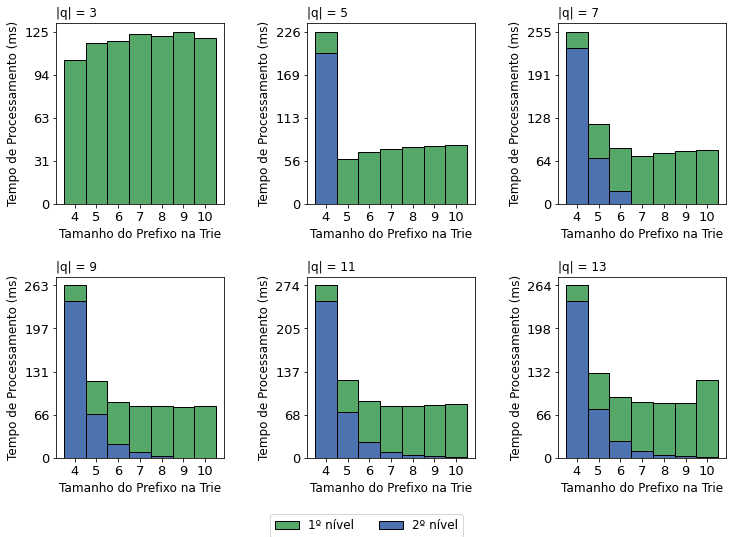 |q| = 3
Tempo de Processamento (ms)
125
94
63
31
0
4 5 6 7 8 9 10
Tamanho do Prefixo na Trie
|q| = 5
Tempo de Processamento (ms)
226
169
113
56
0
4 5 6 7 8 9 10
Tamanho do Prefixo na Trie
|q| = 7
Tempo de Processamento (ms)
255
191
128
64
0
4 5 6 7 8 9 10
Tamanho do Prefixo na Trie
|q| = 9
Tempo de Processamento (ms)
263
197
131
66
0
4 5 6 7 8 9 10
Tamanho do Prefixo na Trie
|q| = 11
Tempo de Processamento (ms)
274
205
137
68
0
4 5 6 7 8 9 10
Tamanho do Prefixo na Trie
|q| = 13
Tempo de Processamento (ms)
264
198
132
66
0
4 5 6 7 8 9 10
Tamanho do Prefixo na Trie
1º nível 2º nível